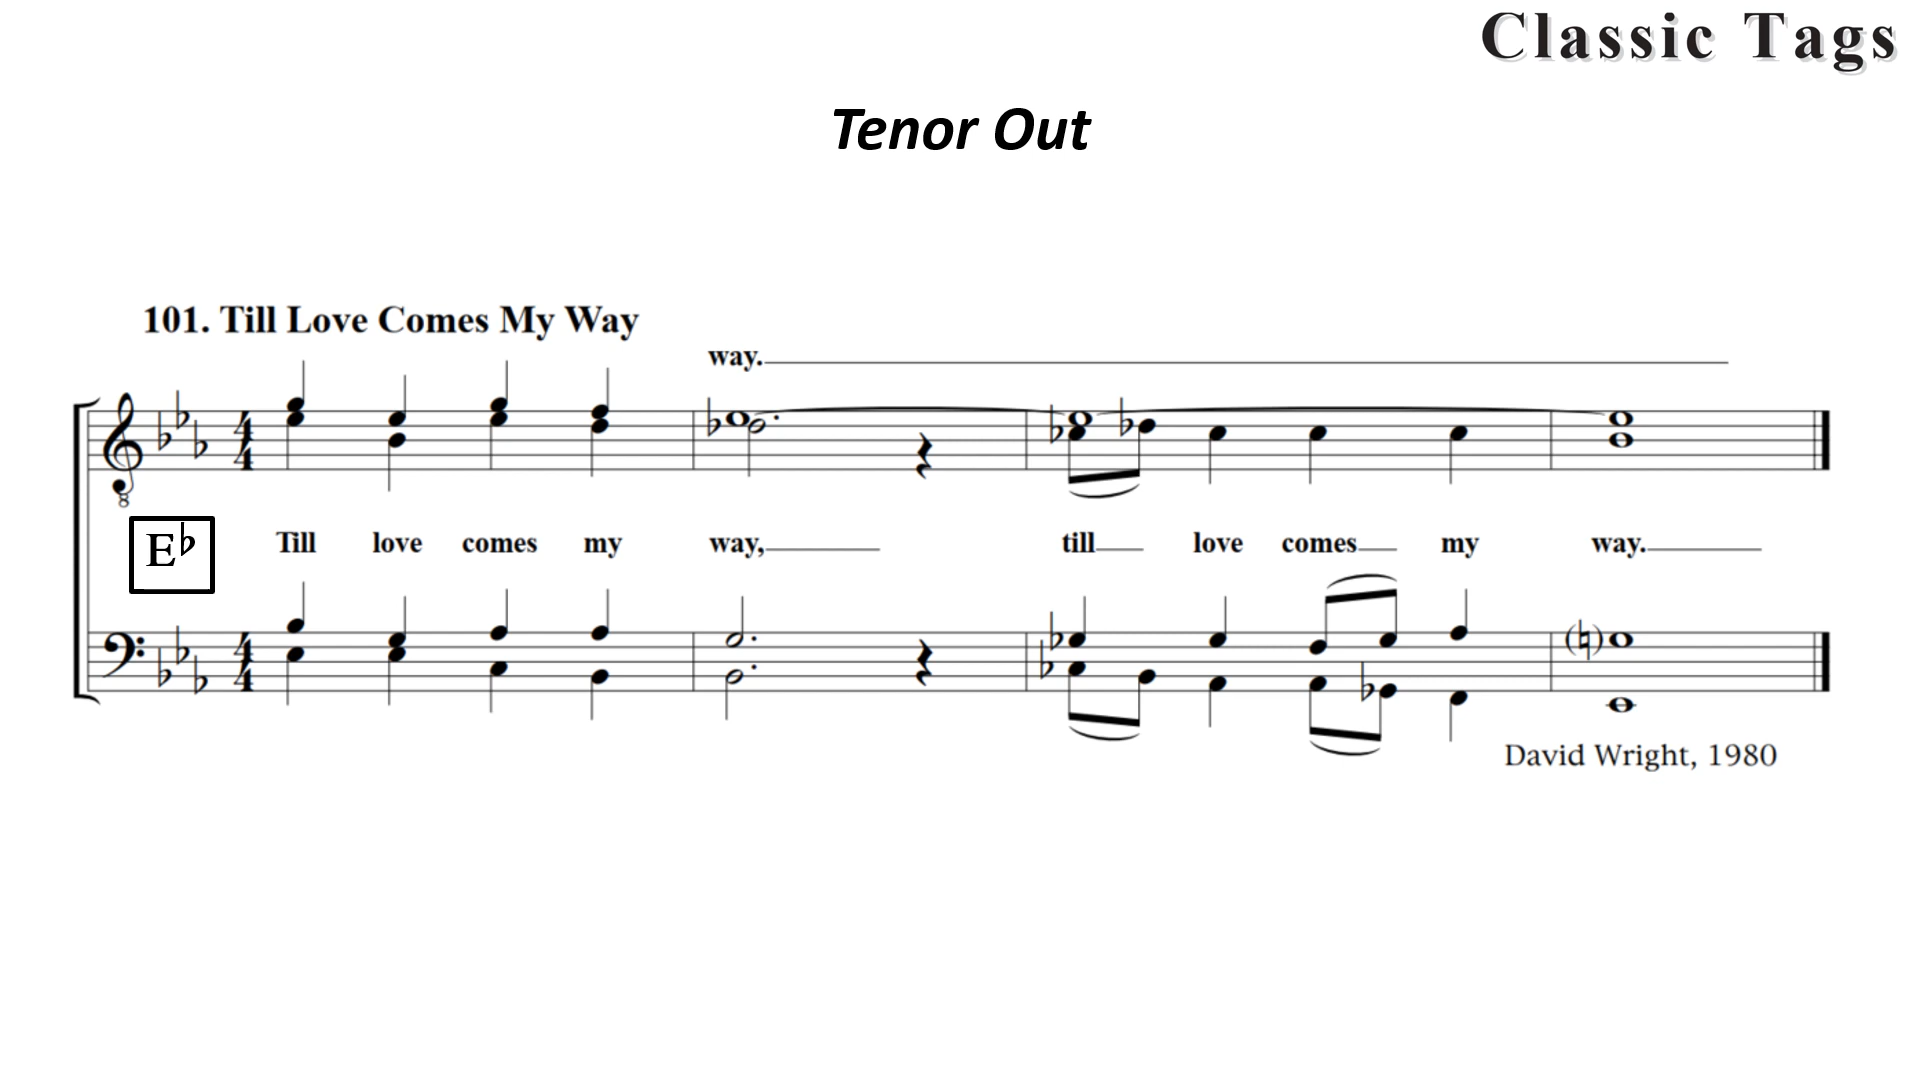 Classic Tags
Tenor Out
101. Till Love Comes My Way
way.
8
E♭
Till love comes my way, till love comes my way.
David Wright, 1980